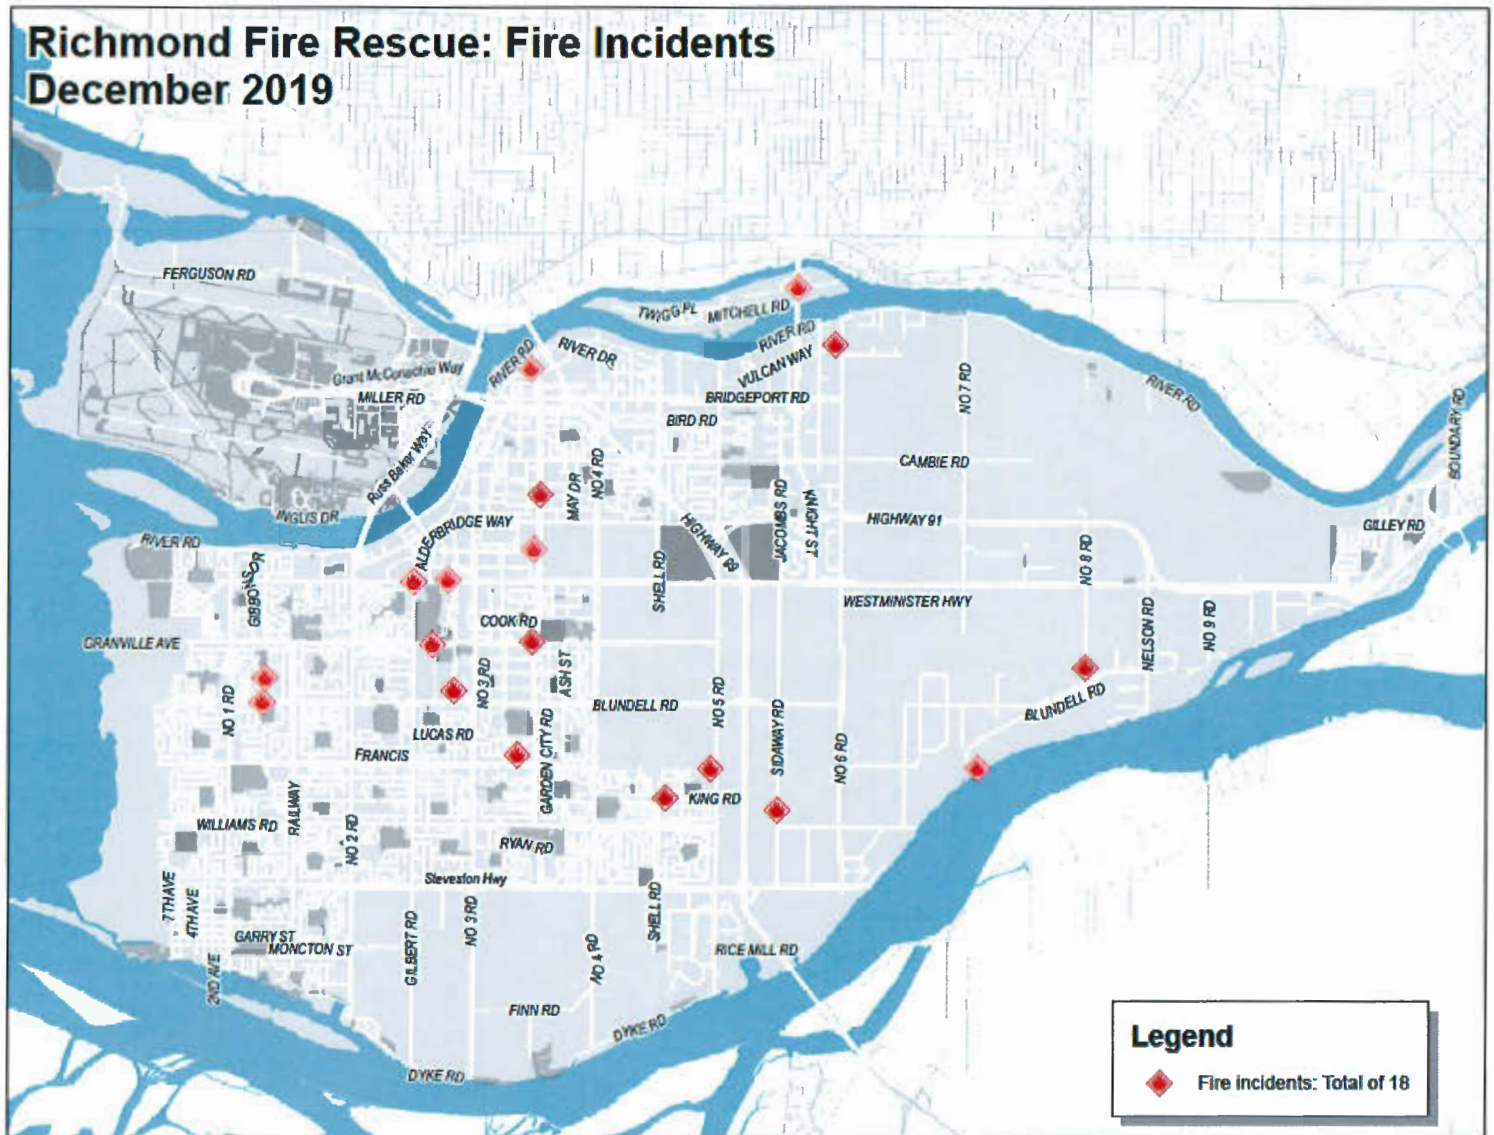 Richmond Fire Rescue: Fire Incidents
December 2019
FERGUSON RD
TWIGG PL
MITCHELL RD
RIVER RD
VULCAN WAY
RIVER RD
RIVER DR
Grant McConachie Way
MILLER RD
BRIDGEPORT RD
NO 7 RD
RIVER RD
BOUNDARY RD
BIRD RD
Russ Baker Way
NO 4 RD
MAY DR
CAMBIE RD
JACOBS RD
KNIGHT ST
INGLIS DR
ALDERBRIDGE WAY
HIGHWAY 99
HIGHWAY 91
GILLEY RD
RIVER RD
GIBBONS DR
SHELL RD
NO 8 RD
WESTMINISTER HWY
COOK RD
NELSON RD
NO 9 RD
GRANVILLE AVE
ASH ST
NO 3 RD
NO 1 RD
BLUNDELL RD
NO 5 RD
BLUNDELL RD
LUCAS RD
GARDEN CITY RD
SIDAWAY RD
NO 6 RD
FRANCIS
RAILWAY
KING RD
WILLIAMS RD
NO 2 RD
RYAN RD
Steveston Hwy
7TH AVE
4TH AVE
SHELL RD
GILBERT RD
NO 3 RD
GARRY ST
MONCTON ST
NO 4 RD
RICE MILL RD
2ND AVE
FINN RD
DYKE RD
DYKE RD
Legend
Fire incidents: Total of 18